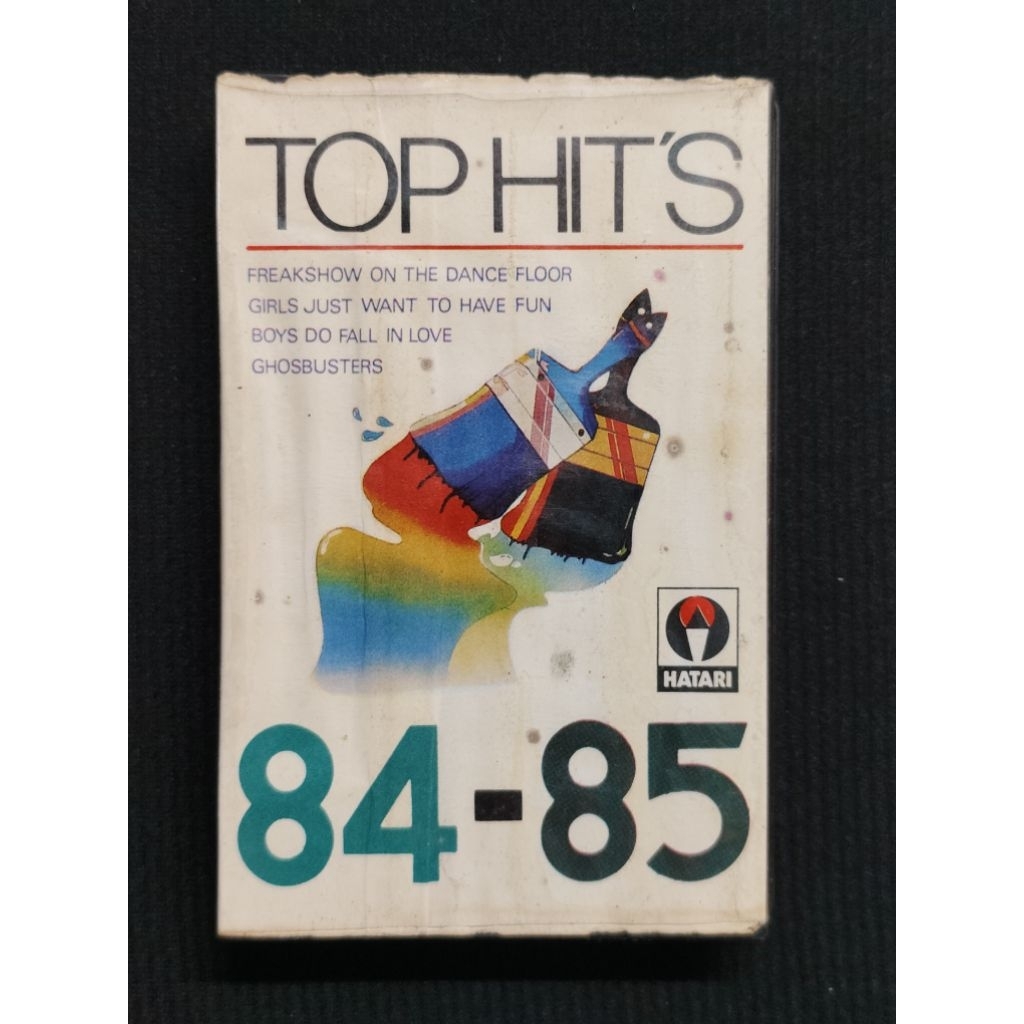 TOP HIT'S
FREAKSHOW ON THE DANCE FLOOR
GIRLS JUST WANT TO HAVE FUN
BOYS DO FALL IN LOVE
GHOSBUSTERS
HATARI
84-85